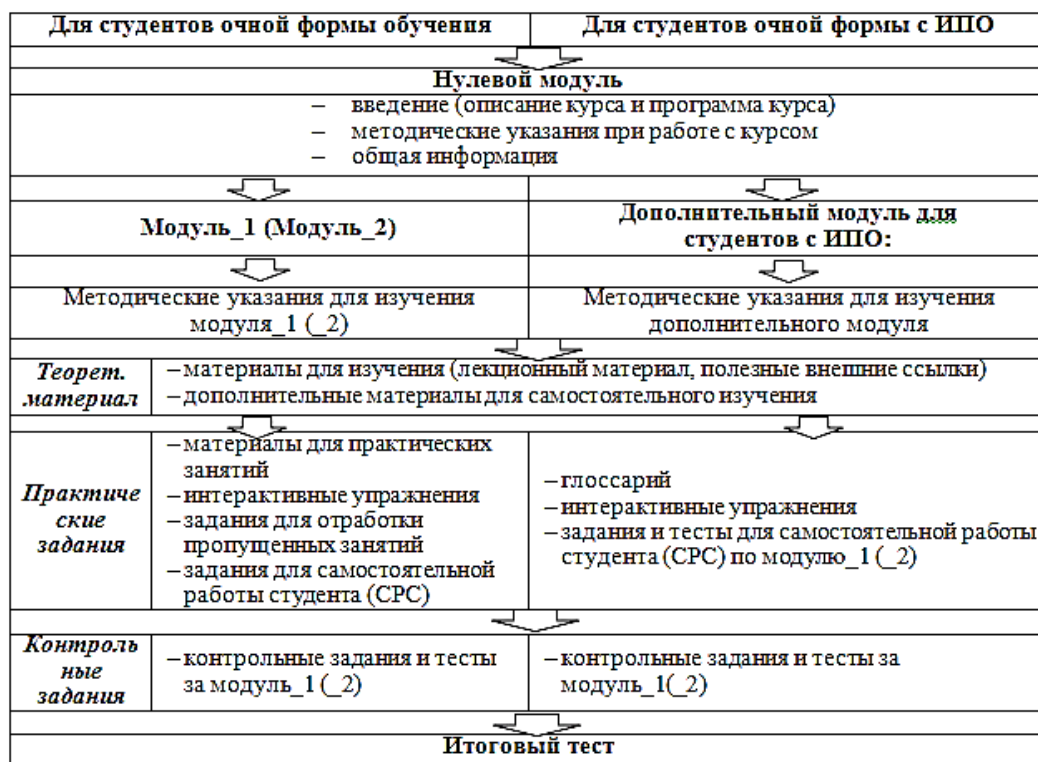 Для студентов очной формы обучения
Для студентов очной формы с ИПО
Нулевой модуль
– введение (описание курса и программа курса)
– методические указания при работе с курсом
– общая информация
Модуль_1 (Модуль_2)
Дополнительный модуль для
студентов с ИПО:
Методические указания для изучения
модуля_1 (_2)
Методические указания для изучения
дополнительного модуля
Теорет.
материал
– материалы для изучения (лекционный материал, полезные внешние ссылки)
– дополнительные материалы для самостоятельного изучения
Практиче
ские
задания
– материалы для практических
занятий
– интерактивные упражнения
– задания для отработки
пропущенных занятий
– задания для самостоятельной
работы студента (СРС)
– глоссарий
– интерактивные упражнения
– задания и тесты для самостоятельной работы
студента (СРС) по модулю_1 (_2)
Контроль
ные
задания
– контрольные задания и тесты
за модуль_1 (_2)
– контрольные задания и тесты за
модуль_1(_2)
Итоговый тест